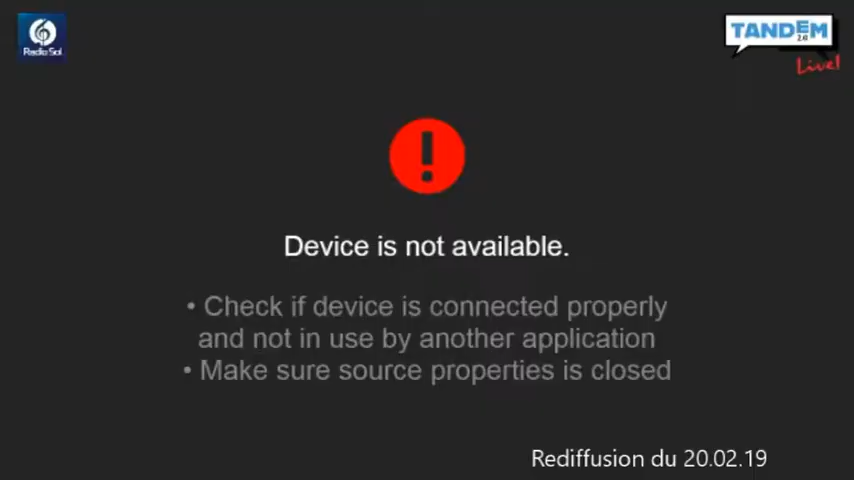 Radio Sol
TANDEM
2.0
Live!
Device is not available.
• Check if device is connected properly
and not in use by another application
• Make sure source properties is closed
Rediffusion du 20.02.19